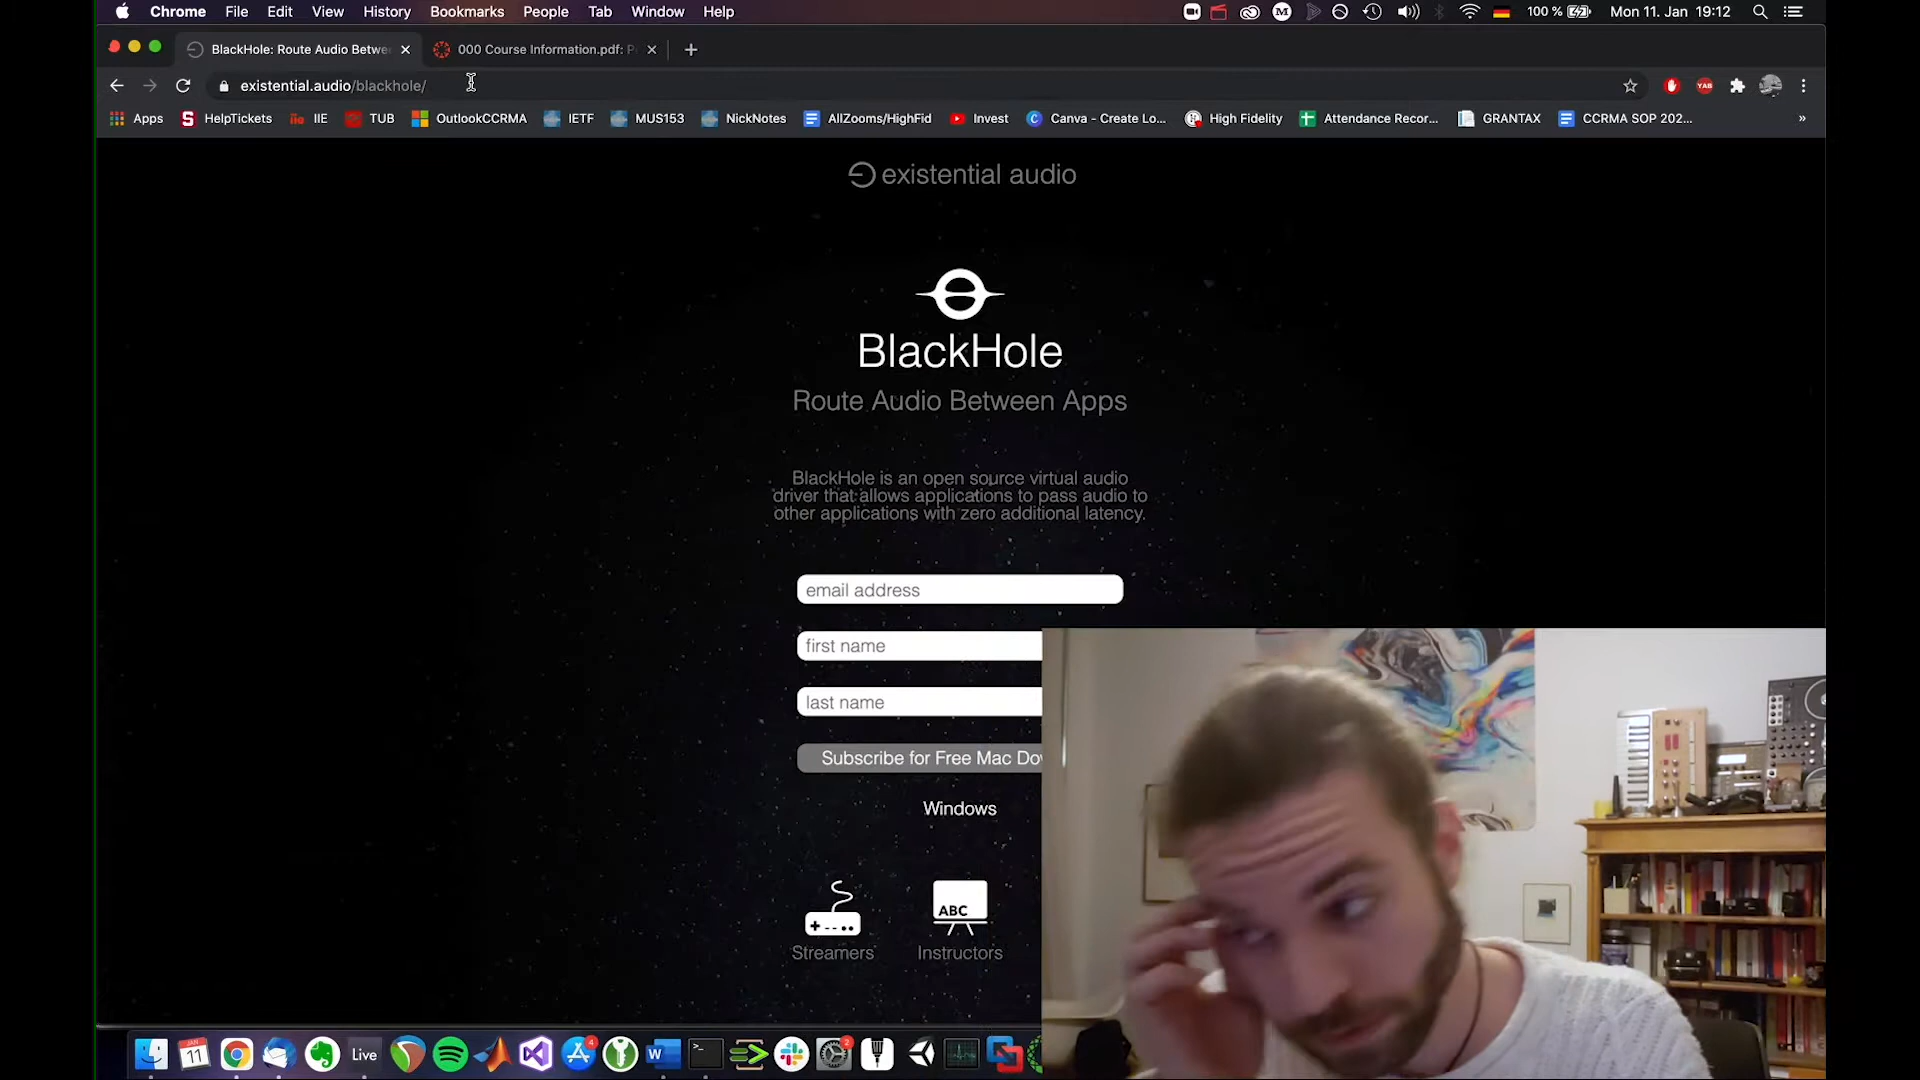 Chrome File Edit View History Bookmarks People Tab Window Help 100 % Mon 11. Jan 19:12
BlackHole: Route Audio Betwe 000 Course Information.pdf:
existential.audio/blackhole/
Apps HelpTickets IIE TUB OutlookCCRMA IETF MUS153 NickNotes AllZooms/HighFid Invest Canva - Create Lo... High Fidelity Attendance Recor... GRANTAX CCRMA SOP 202... »
existential audio
BlackHole
Route Audio Between Apps
BlackHole is an open source virtual audio
driver that allows applications to pass audio to
other applications with zero additional latency.
email address
first name
last name
Subscribe for Free Mac Do
Windows
ABC
Streamers Instructors
JAN
11 Live 4 W 2